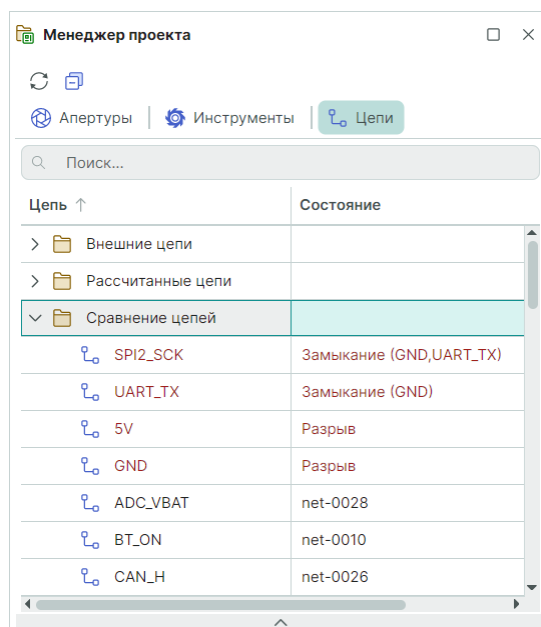 Менеджер проекта
Апертуры Инструменты Цепи
Поиск...
Цепь Состояние
Внешние цепи
Рассчитанные цепи
Сравнение цепей
SPI2_SCK Замыкание (GND,UART_TX)
UART_TX Замыкание (GND)
5V Разрыв
GND Разрыв
ADC_VBAT net-0028
BT_ON net-0010
CAN_H net-0026